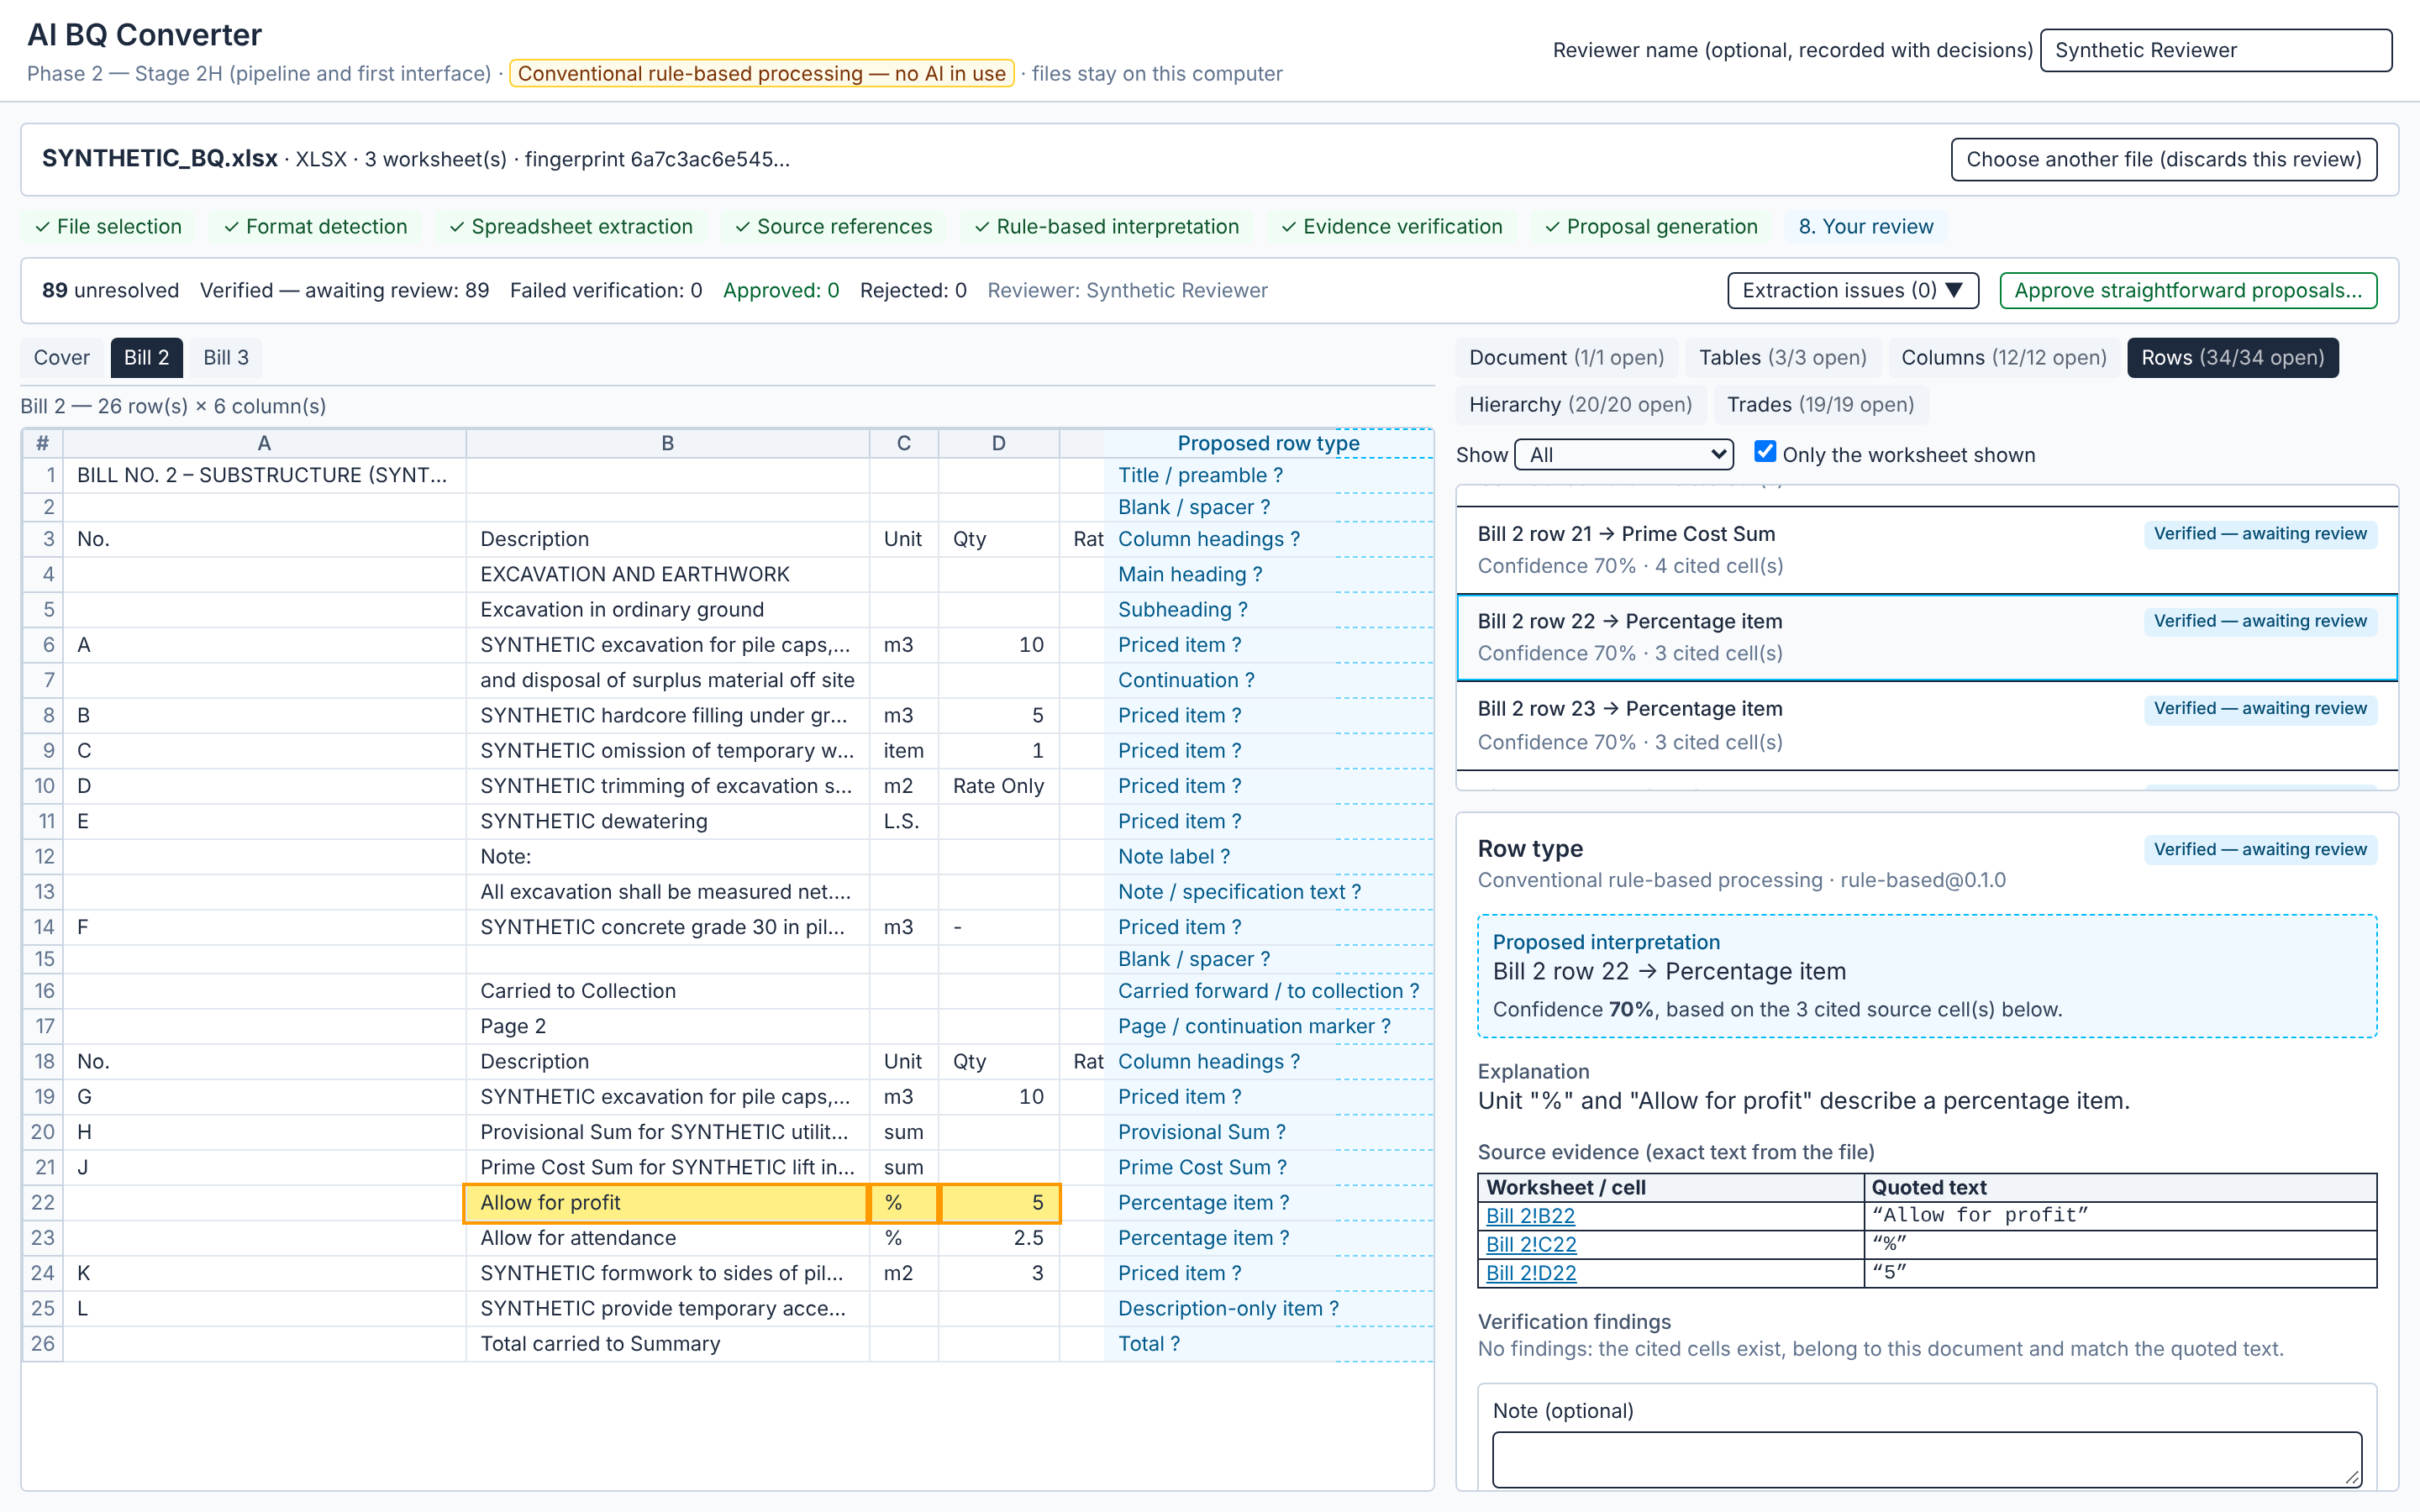 AI BQ Converter
Phase 2 — Stage 2H (pipeline and first interface) · Conventional rule-based processing — no AI in use · files stay on this computer
Reviewer name (optional, recorded with decisions) Synthetic Reviewer
SYNTHETIC_BQ.xlsx · XLSX · 3 worksheet(s) · fingerprint 6a7c3ac6e545…
Choose another file (discards this review)
✓ File selection ✓ Format detection ✓ Spreadsheet extraction ✓ Source references ✓ Rule-based interpretation ✓ Evidence verification ✓ Proposal generation 8. Your review
89 unresolved Verified — awaiting review: 89 Failed verification: 0 Approved: 0 Rejected: 0 Reviewer: Synthetic Reviewer
Extraction issues (0) ▼ Approve straightforward proposals…
Cover Bill 2 Bill 3
Bill 2 — 26 row(s) × 6 column(s)
# A B C D Proposed row type
1 BILL NO. 2 – SUBSTRUCTURE (SYNT... Title / preamble ?
2 Blank / spacer ?
3 No. Description Unit Qty Rat Column headings ?
4 EXCAVATION AND EARTHWORK Main heading ?
5 Excavation in ordinary ground Subheading ?
6 A SYNTHETIC excavation for pile caps,... m3 10 Priced item ?
7 and disposal of surplus material off site Continuation ?
8 B SYNTHETIC hardcore filling under gr... m3 5 Priced item ?
9 C SYNTHETIC omission of temporary w... item 1 Priced item ?
10 D SYNTHETIC trimming of excavation s... m2 Rate Only Priced item ?
11 E SYNTHETIC dewatering L.S. Priced item ?
12 Note: Note label ?
13 All excavation shall be measured net.... Note / specification text ?
14 F SYNTHETIC concrete grade 30 in pil... m3 - Priced item ?
15 Blank / spacer ?
16 Carried to Collection Carried forward / to collection ?
17 Page 2 Page / continuation marker ?
18 No. Description Unit Qty Rat Column headings ?
19 G SYNTHETIC excavation for pile caps,... m3 10 Priced item ?
20 H Provisional Sum for SYNTHETIC utilit... sum Provisional Sum ?
21 J Prime Cost Sum for SYNTHETIC lift in... sum Prime Cost Sum ?
22 Allow for profit % 5 Percentage item ?
23 Allow for attendance % 2.5 Percentage item ?
24 K SYNTHETIC formwork to sides of pil... m2 3 Priced item ?
25 L SYNTHETIC provide temporary acce... Description-only item ?
26 Total carried to Summary Total ?
Document (1/1 open) Tables (3/3 open) Columns (12/12 open) Rows (34/34 open)
Hierarchy (20/20 open) Trades (19/19 open)
Show All Only the worksheet shown
Bill 2 row 21 → Prime Cost Sum Verified — awaiting review
Confidence 70% · 4 cited cell(s)
Bill 2 row 22 → Percentage item Verified — awaiting review
Confidence 70% · 3 cited cell(s)
Bill 2 row 23 → Percentage item Verified — awaiting review
Confidence 70% · 3 cited cell(s)
Row type Verified — awaiting review
Conventional rule-based processing · rule-based@0.1.0
Proposed interpretation
Bill 2 row 22 → Percentage item
Confidence 70%, based on the 3 cited source cell(s) below.
Explanation
Unit "%" and "Allow for profit" describe a percentage item.
Source evidence (exact text from the file)
Worksheet / cell Quoted text
Bill 2!B22 “Allow for profit”
Bill 2!C22 “%”
Bill 2!D22 “5”
Verification findings
No findings: the cited cells exist, belong to this document and match the quoted text.
Note (optional)